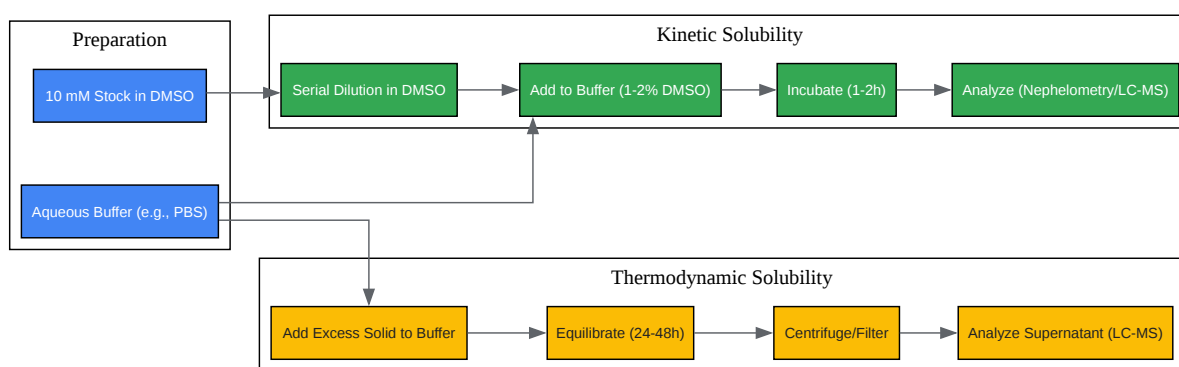 Preparation
10 mM Stock in DMSO
Aqueous Buffer (e.g., PBS)
Kinetic Solubility
Serial Dilution in DMSO
Add to Buffer (1-2% DMSO)
Incubate (1-2h)
Analyze (Nephelometry/LC-MS)
Thermodynamic Solubility
Add Excess Solid to Buffer
Equilibrate (24-48h)
Centrifuge/Filter
Analyze Supernatant (LC-MS)